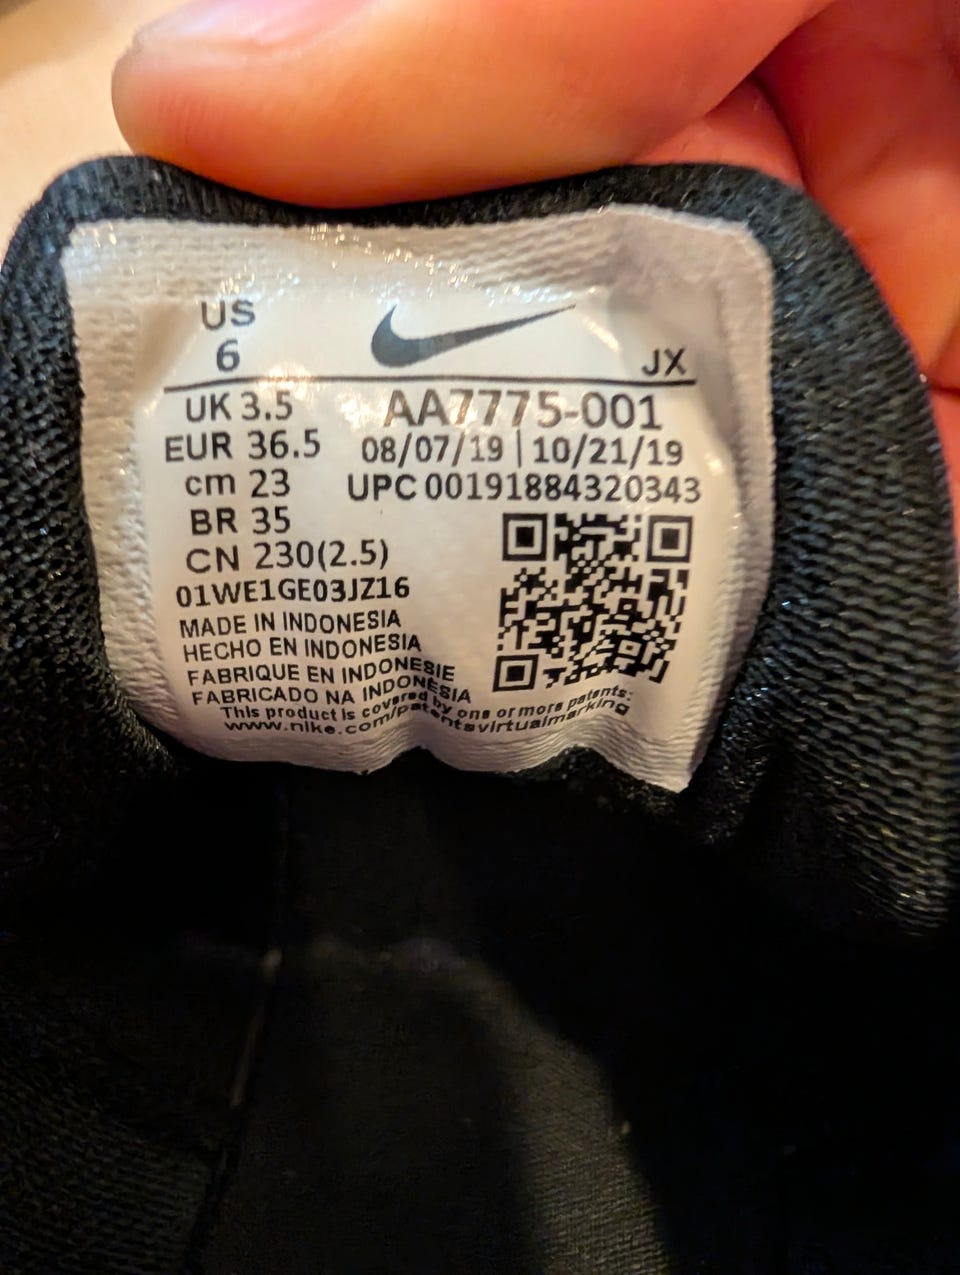 US
6
JX
UK 3.5
EUR 36.5
cm 23
BR 35
CN 230(2.5)
AA7775-001
08/07/19 | 10/21/19
UPC 00191884320343
01WE1GE03JZ16
MADE IN INDONESIA
HECHO EN INDONESIA
FABRIQUE EN INDONESIE
FABRICADO NA INDONESIA
This product is covered by one or more patents:
www.nike.com/patentsvirtualmarking